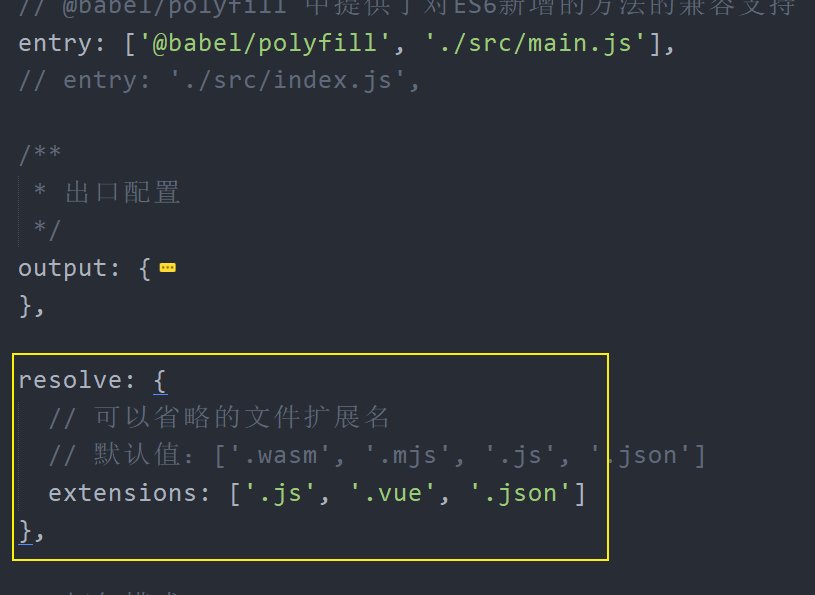 // @babel/polyfill 中提供了对ES6新增的方法的兼容支持
entry: ['@babel/polyfill', './src/main.js'],
// entry: './src/index.js',
/**
* 出口配置
*/
output: {
},
resolve: {
// 可以省略的文件扩展名
// 默认值: ['.wasm', '.mjs', '.js', '.json']
extensions: ['.js', '.vue', '.json']
},